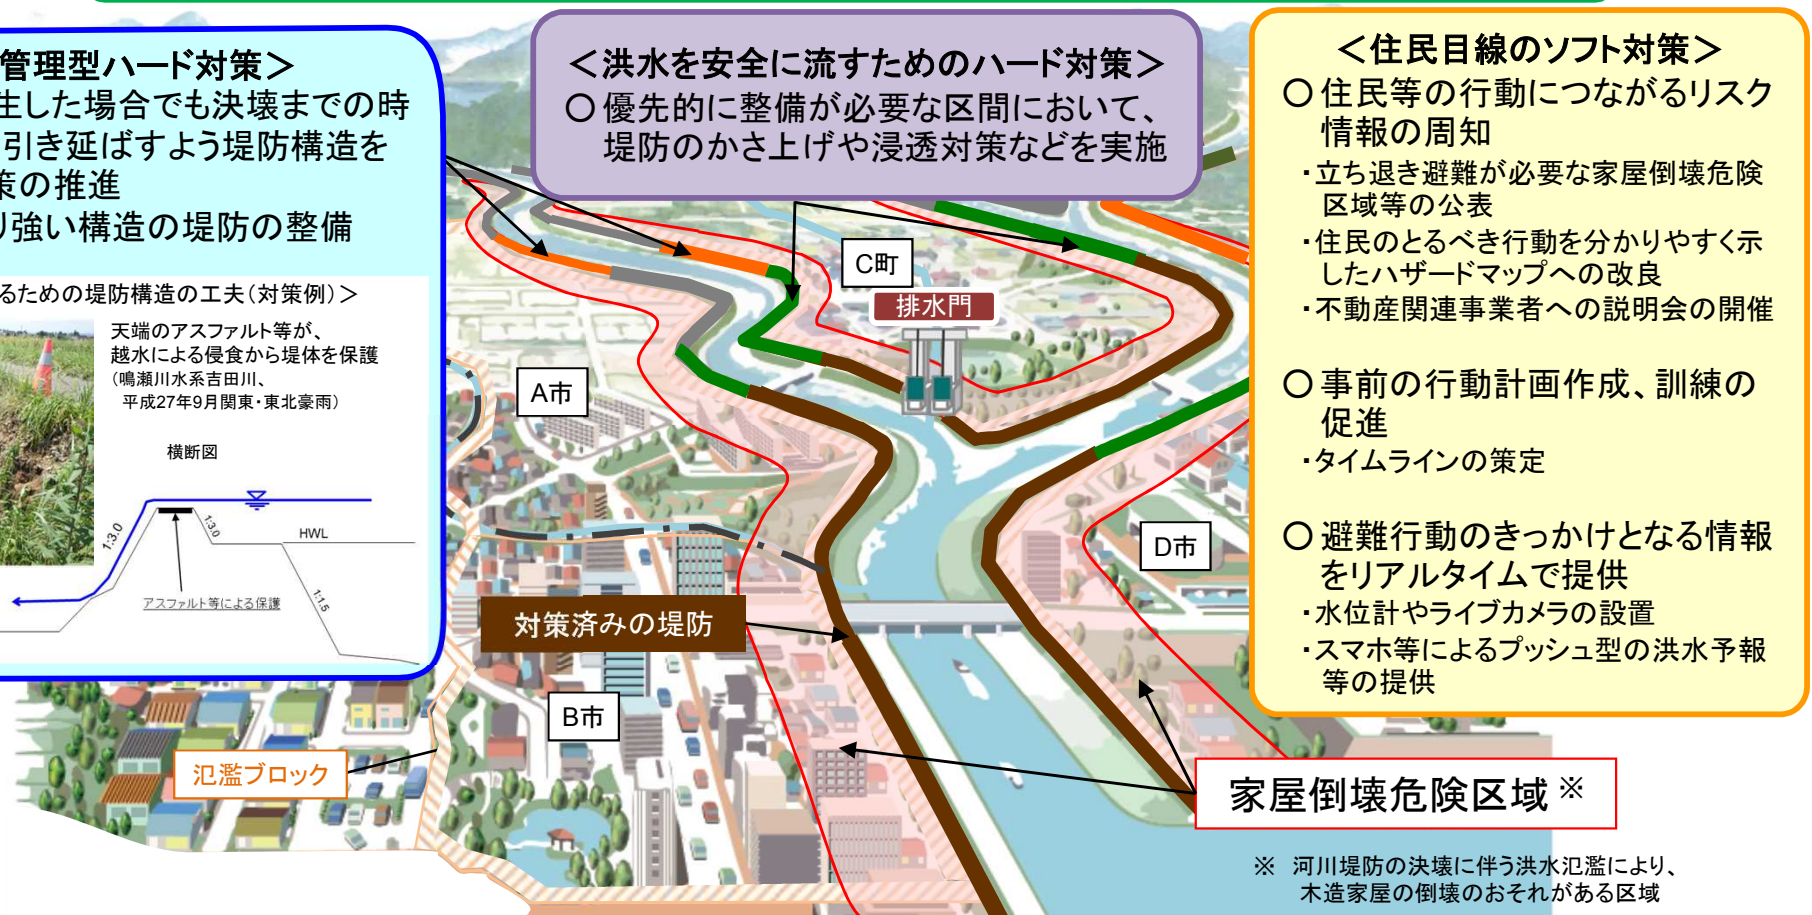 管理型ハード対策＞
生した場合でも決壊までの時
引き延ばすよう堤防構造を
策の推進
り強い構造の堤防の整備
るための堤防構造の工夫（対策例）＞
天端のアスファルト等が、
越水による侵食から堤体を保護
（鳴瀬川水系吉田川、
平成27年9月関東・東北豪雨）
横断図
1:3.0
1:3.0
HWL
1:1.5
アスファルト等による保護
＜洪水を安全に流すためのハード対策＞
○優先的に整備が必要な区間において、
堤防のかさ上げや浸透対策などを実施
C町
排水門
A市
D市
対策済みの堤防
B市
氾濫ブロック
＜住民目線のソフト対策＞
○住民等の行動につながるリスク
情報の周知
・立ち退き避難が必要な家屋倒壊危険
区域等の公表
・住民のとるべき行動を分かりやすく示
したハザードマップへの改良
・不動産関連事業者への説明会の開催
○事前の行動計画作成、訓練の
促進
・タイムラインの策定
○避難行動のきっかけとなる情報
をリアルタイムで提供
・水位計やライブカメラの設置
・スマホ等によるプッシュ型の洪水予報
等の提供
家屋倒壊危険区域※
※ 河川堤防の決壊に伴う洪水氾濫により、
木造家屋の倒壊のおそれがある区域